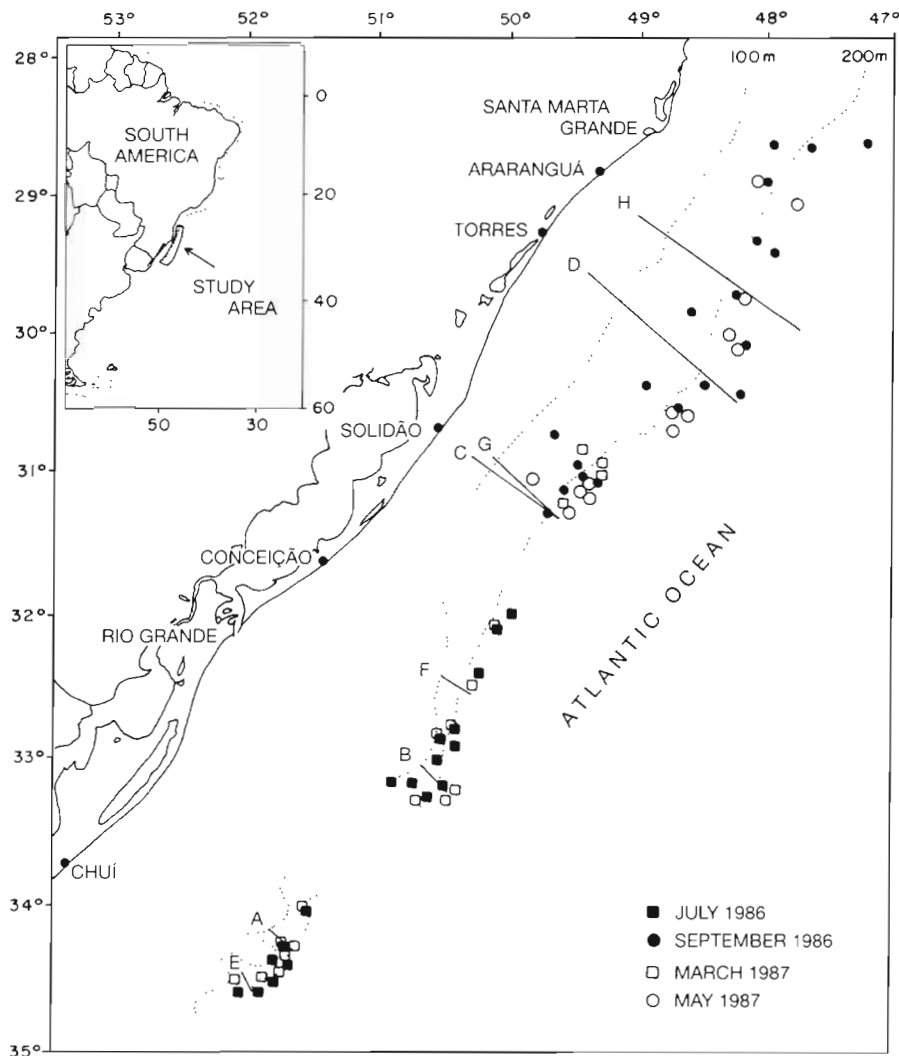 53° 52° 51° 50° 49° 48° 47°
28°
100m 200m
0
20
40
60
50 30
SOUTH
AMERICA
STUDY
AREA
SANTA MARTA
GRANDE
ARARANGUÁ
29°
H
TORRES
D
30°
SOLIDÃO
G
C
31°
CONCEIÇÃO
ATLANTIC OCEAN
32°
RIO GRANDE
F
33°
B
CHUÍ
34°
A
E
35°
JULY 1986
SEPTEMBER 1986
MARCH 1987
MAY 1987